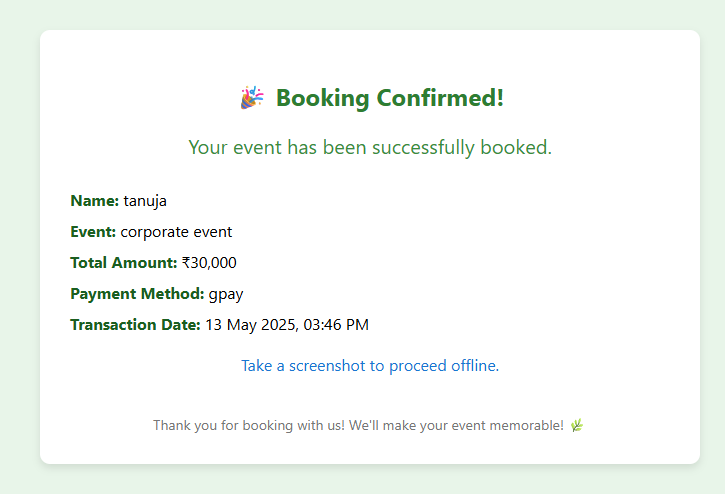 🎉 Booking Confirmed!
Your event has been successfully booked.
Name: tanuja
Event: corporate event
Total Amount: ₹30,000
Payment Method: gpay
Transaction Date: 13 May 2025, 03:46 PM
Take a screenshot to proceed offline.
Thank you for booking with us! We'll make your event memorable! 🌿